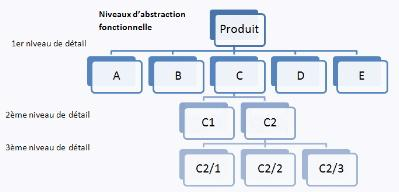 Niveaux d'abstraction
fonctionnelle
Produit
1er niveau de détail
A B C D E
2ème niveau de détail
C1 C2
3ème niveau de détail
C2/1 C2/2 C2/3